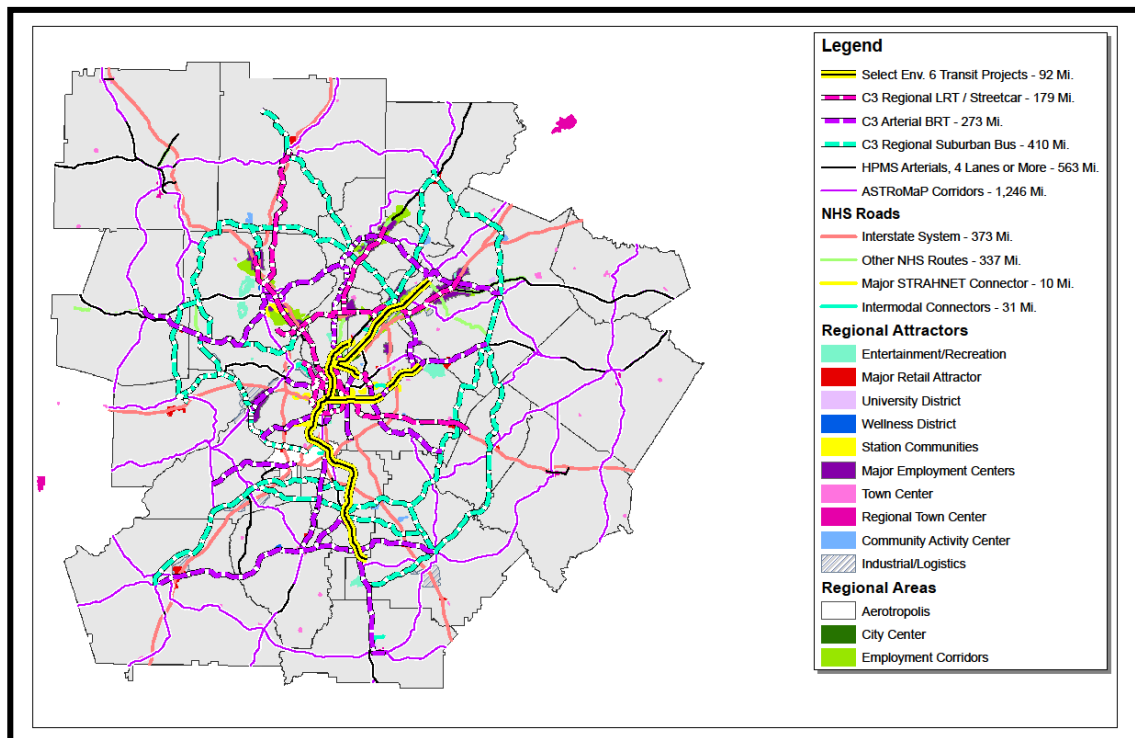 Legend
Select Env. 6 Transit Projects - 92 Mi.
C3 Regional LRT / Streetcar - 179 Mi.
C3 Arterial BRT - 273 Mi.
C3 Regional Suburban Bus - 410 Mi.
HPMS Arterials, 4 Lanes or More - 563 Mi.
ASTRoMaP Corridors - 1,246 Mi.
NHS Roads
Interstate System - 373 Mi.
Other NHS Routes - 337 Mi.
Major STRAHNET Connector - 10 Mi.
Intermodal Connectors - 31 Mi.
Regional Attractors
Entertainment/Recreation
Major Retail Attractor
University District
Wellness District
Station Communities
Major Employment Centers
Town Center
Regional Town Center
Community Activity Center
Industrial/Logistics
Regional Areas
Aerotropolis
City Center
Employment Corridors